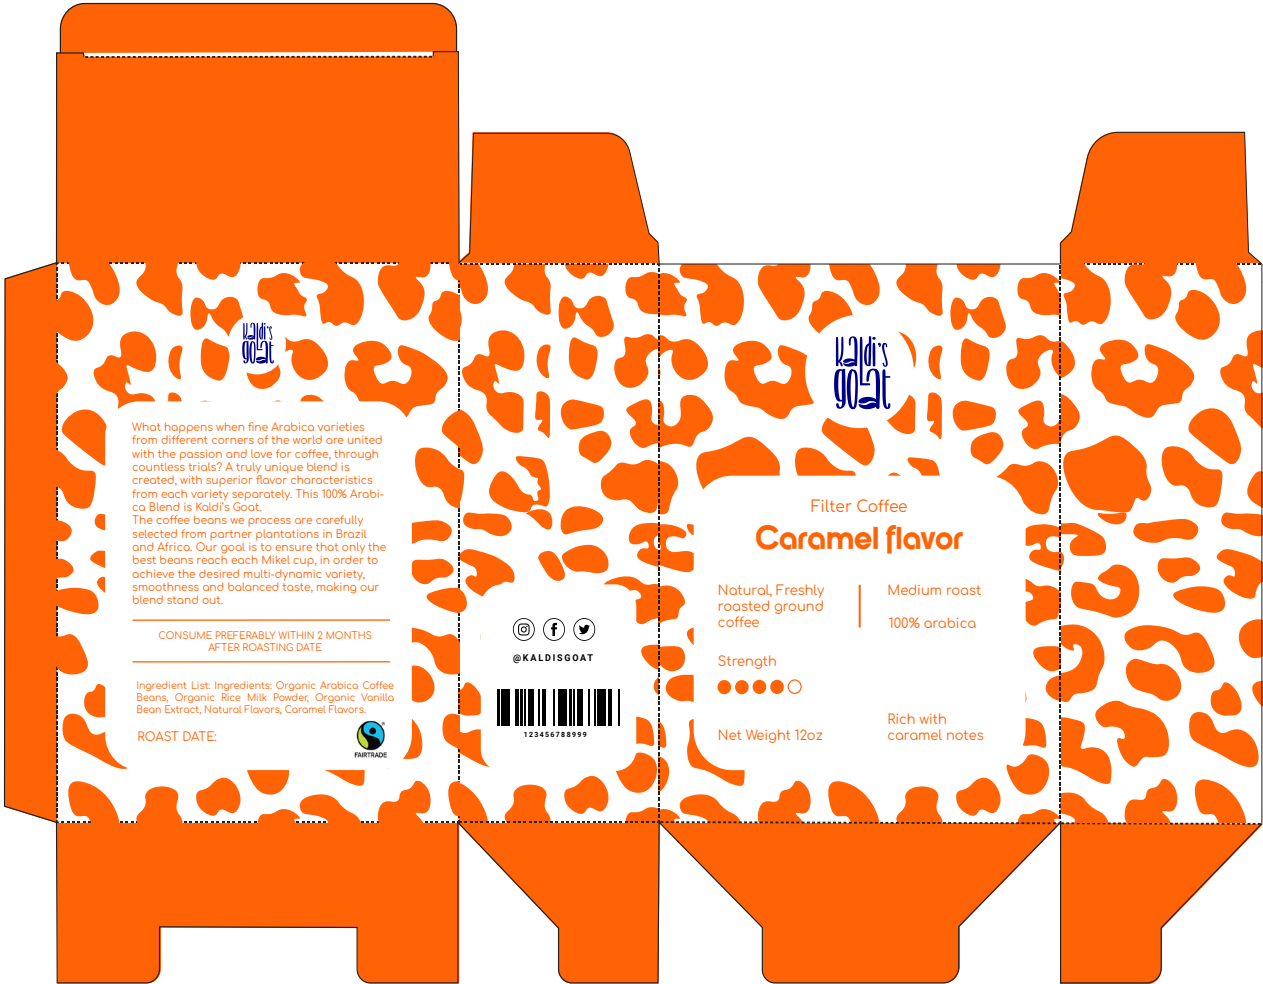 Kaldi's
goat
What happens when fine Arabica varieties
from different corners of the world are united
with the passion and love for coffee, through
countless trials? A truly unique blend is
created, with superior flavor characteristics
from each variety separately. This 100% Arabi-
ca Blend is Kaldi's Goat.
The coffee beans we process are carefully
selected from partner plantations in Brazil
and Africa. Our goal is to ensure that only the
best beans reach each Mikel cup, in order to
achieve the desired multi-dynamic variety,
smoothness and balanced taste, making our
blend stand out.
CONSUME PREFERABLY WITHIN 2 MONTHS
AFTER ROASTING DATE
Ingredient List: Ingredients: Organic Arabica Coffee
Beans, Organic Rice Milk Powder, Organic Vanilla
Bean Extract, Natural Flavors, Caramel Flavors.
ROAST DATE:
FAIRTRADE
@KALDISGOAT
123456788999
Kaldi's
goat
Filter Coffee
Caramel flavor
Natural, Freshly
roasted ground
coffee
Medium roast
100% arabica
Strength
Net Weight 12oz
Rich with
caramel notes